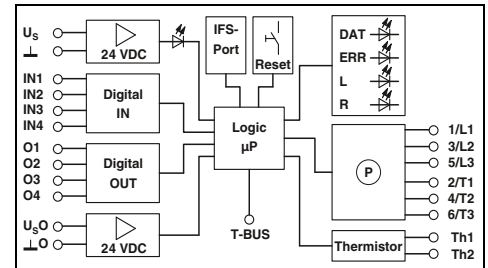 US
24 VDC
IFS-
Port
Reset
DAT
ERR
L
R
IN1
IN2
IN3
IN4
Digital
IN
Logic
µP
O1
O2
O3
O4
Digital
OUT
P
1/L1
3/L2
5/L3
2/T1
4/T2
6/T3
USO
O
24 VDC
T-BUS
Thermistor
Th1
Th2